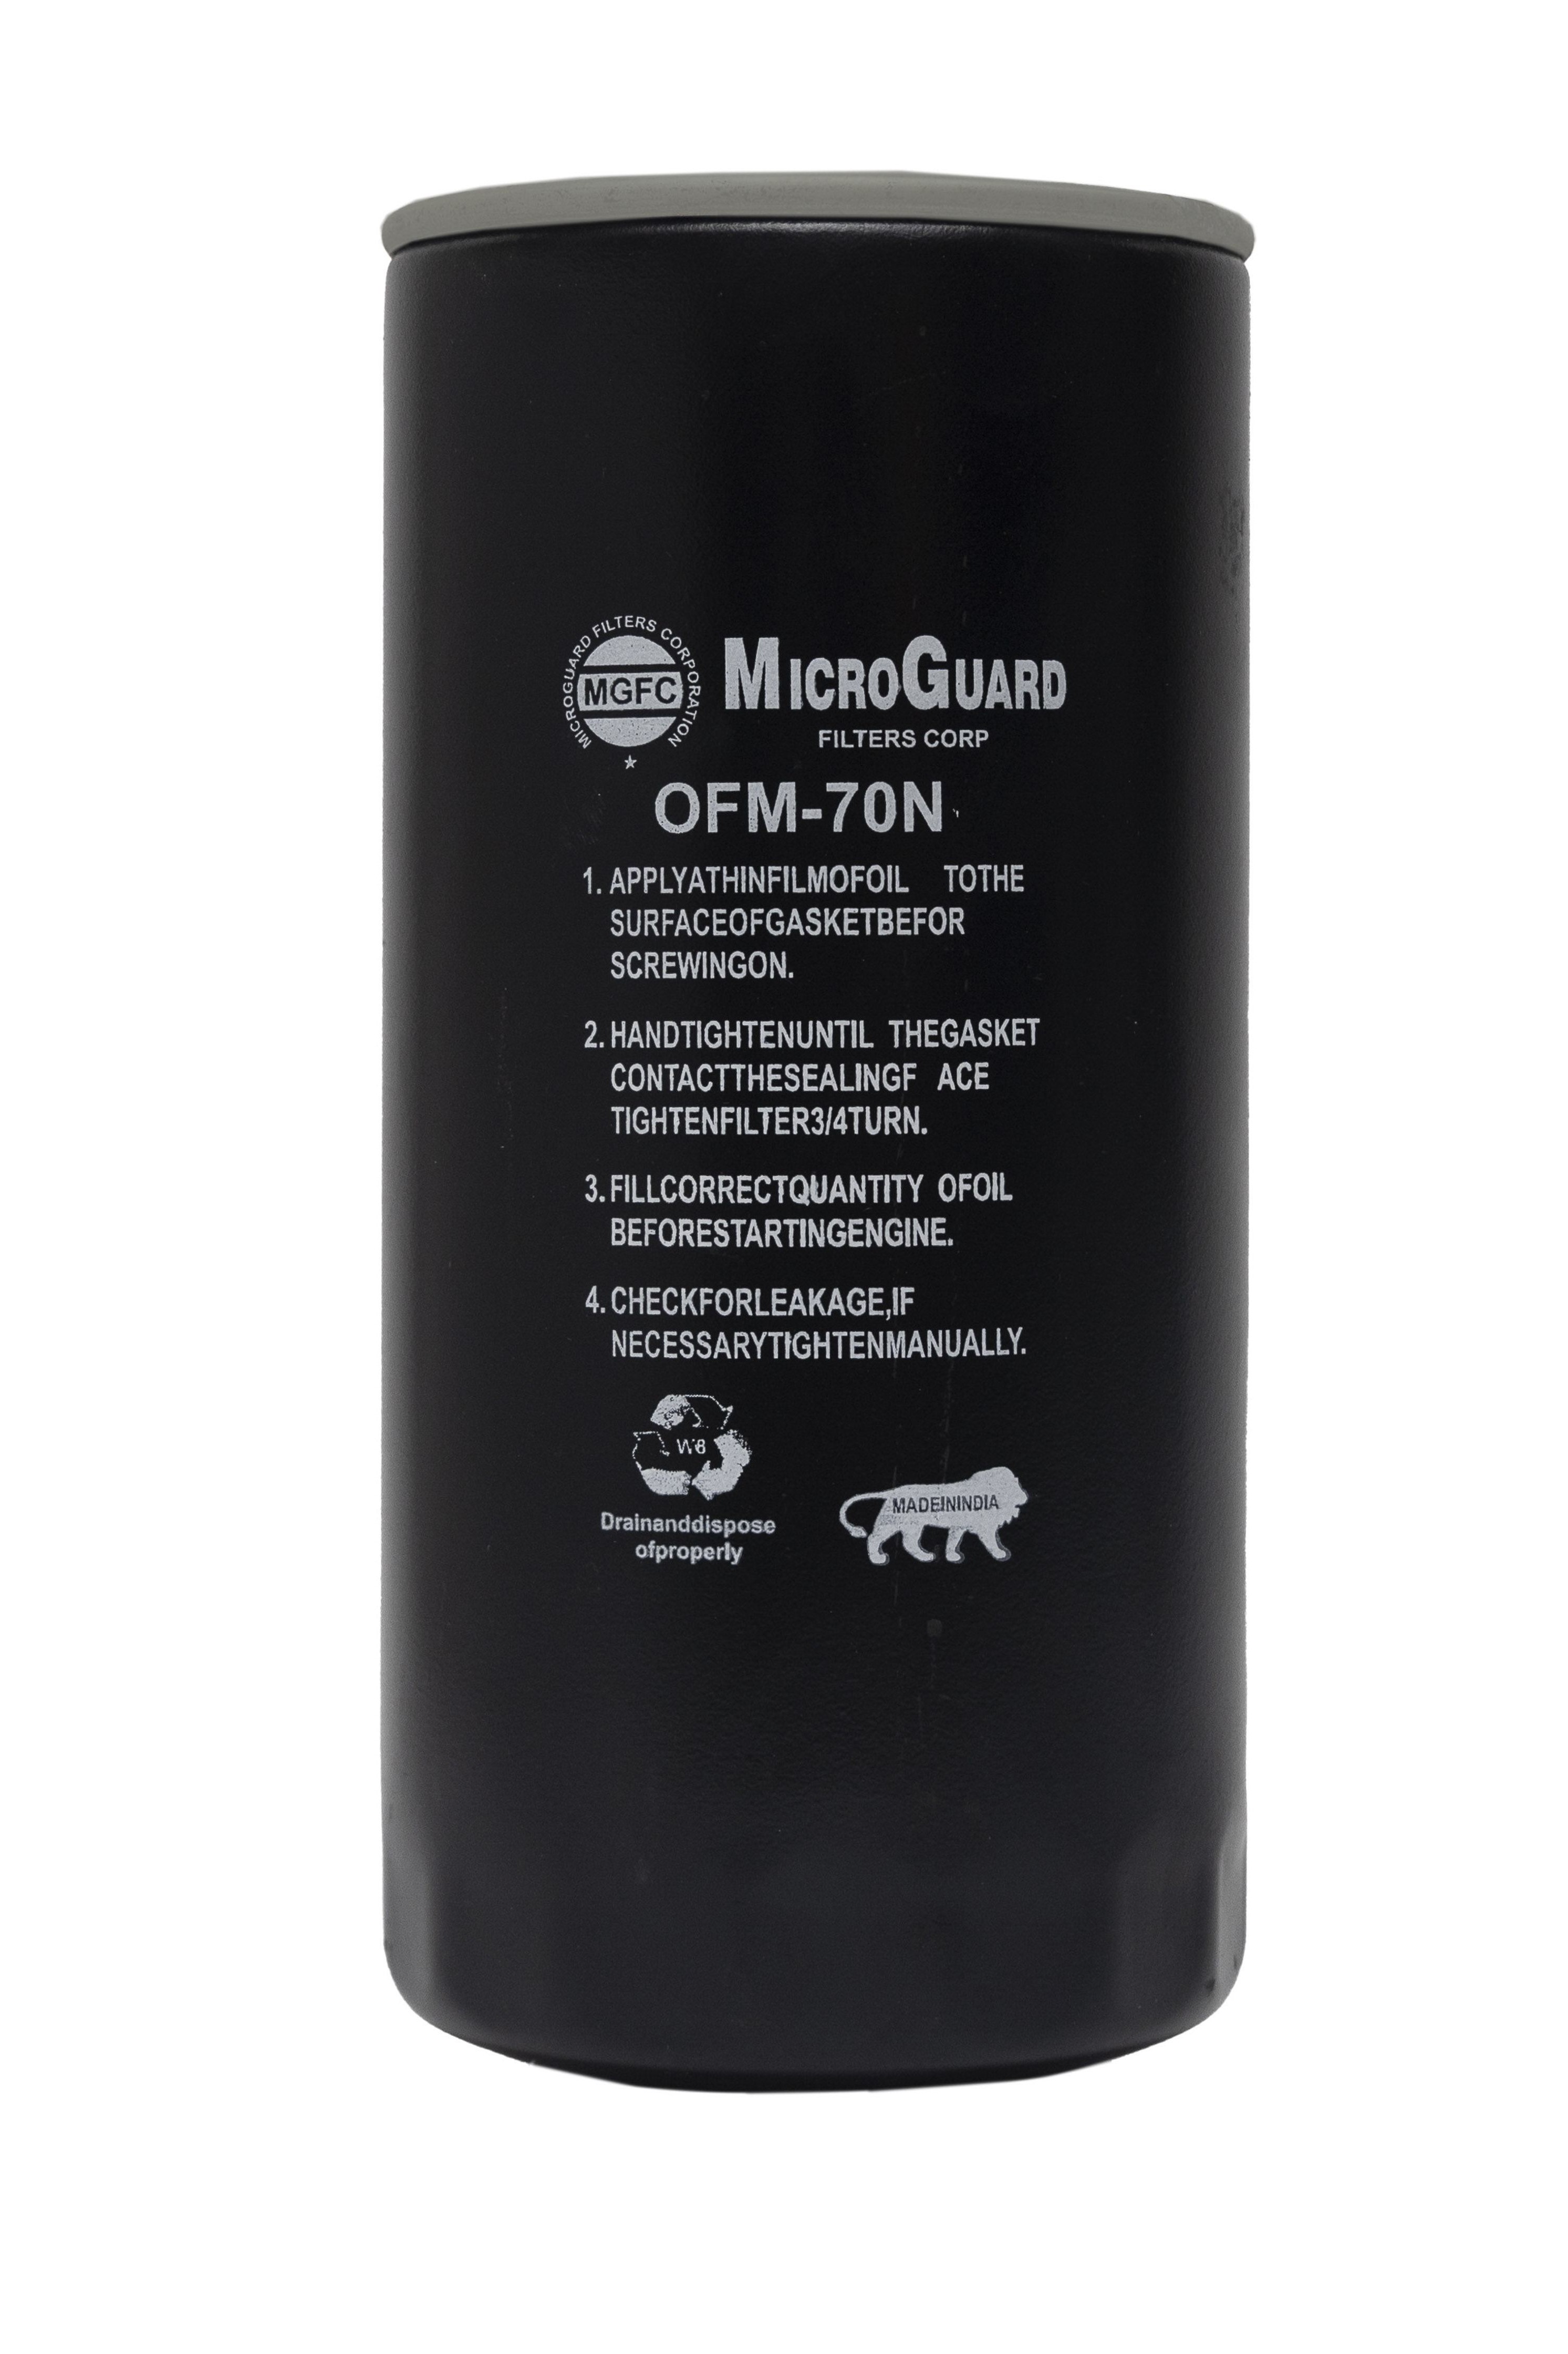 MICROGUARD FILTERS CORPORATION
MGFC
MICROGUARD
FILTERS CORP
OFM-70N
1. APPLYATHINFILMOFOIL TOTHE
SURFACEOFGASKETBEFOR
SCREWINGON.
2. HANDTIGHTENUNTIL THEGASKET
CONTACTTHESEALINGF ACE
TIGHTENFILTER3/4TURN.
3. FILLCORRECTQUANTITY OFOIL
BEFORESTARTINGENGINE.
4. CHECKFORLEAKAGE,IF
NECESSARYTIGHTENMANUALLY.
W8
Drainanddispose
ofproperly
MADEININDIA